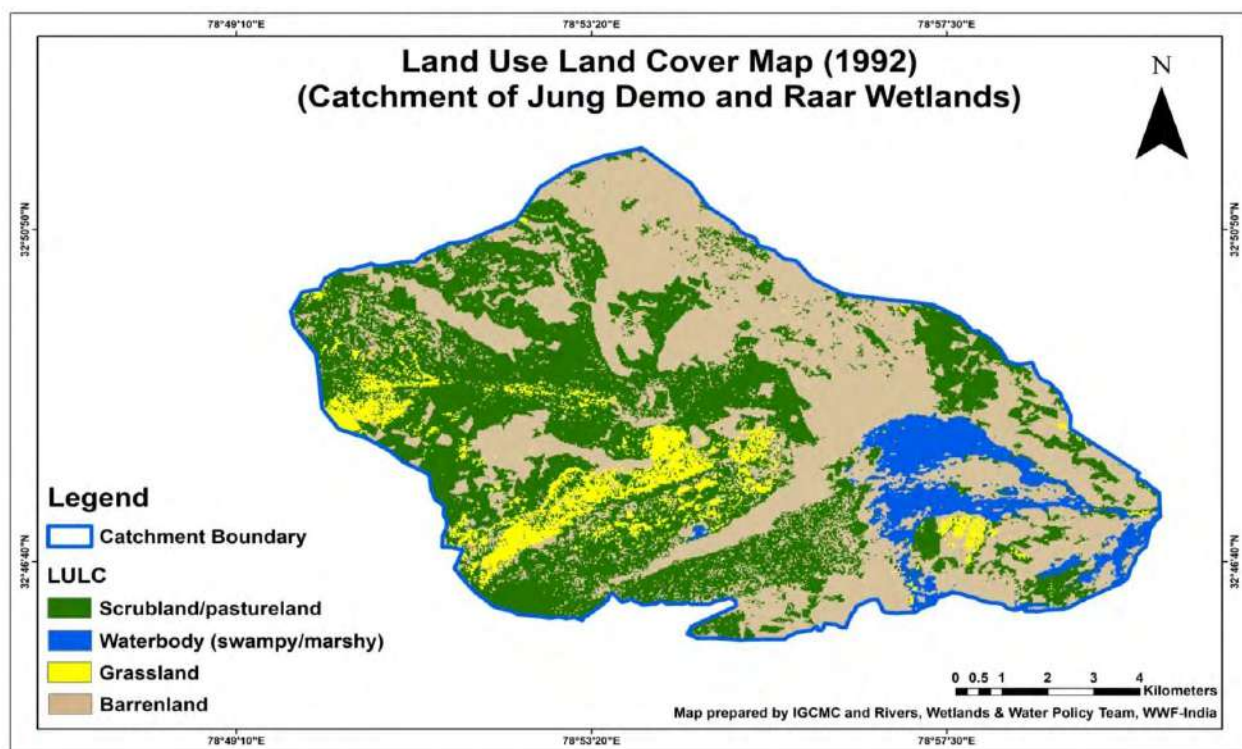 78°49'10"E 78°53'20"E 78°57'30"E
Land Use Land Cover Map (1992)
(Catchment of Jung Demo and Raar Wetlands)
N
32°50'50"N 32°50'50"N
Legend
Catchment Boundary
LULC
32°46'40"N 32°46'40"N
Scrubland/pastureland
Waterbody (swampy/marshy)
Grassland
Barrenland
0 0.5 1 2 3 4
Kilometers
Map prepared by IGCMC and Rivers, Wetlands & Water Policy Team, WWF-India
78°49'10"E 78°53'20"E 78°57'30"E